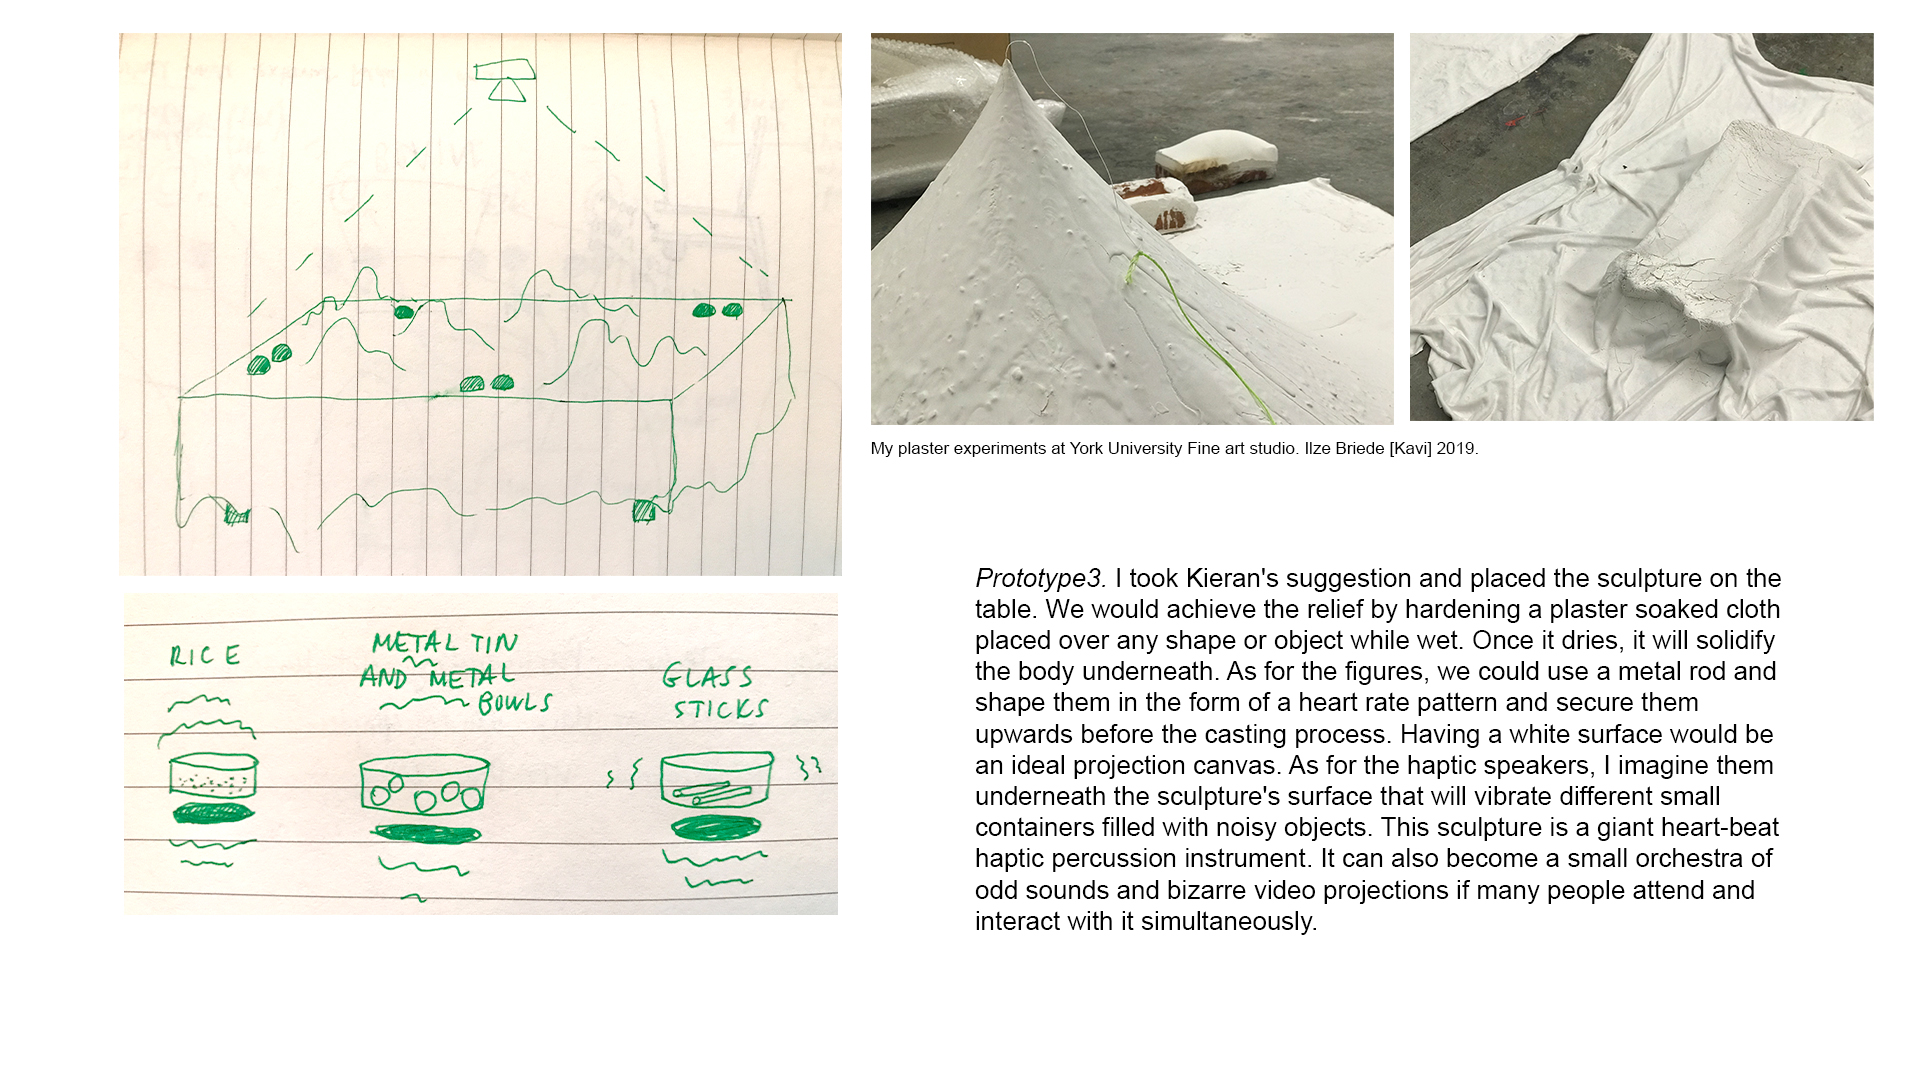 RICE
METAL TIN
AND METAL
BOWLS
GLASS
STICKS
My plaster experiments at York University Fine art studio. Ilze Briede [Kavi] 2019.
Prototype3. I took Kieran's suggestion and placed the sculpture on the
table. We would achieve the relief by hardening a plaster soaked cloth
placed over any shape or object while wet. Once it dries, it will solidify
the body underneath. As for the figures, we could use a metal rod and
shape them in the form of a heart rate pattern and secure them
upwards before the casting process. Having a white surface would be
an ideal projection canvas. As for the haptic speakers, I imagine them
underneath the sculpture's surface that will vibrate different small
containers filled with noisy objects. This sculpture is a giant heart-beat
haptic percussion instrument. It can also become a small orchestra of
odd sounds and bizarre video projections if many people attend and
interact with it simultaneously.